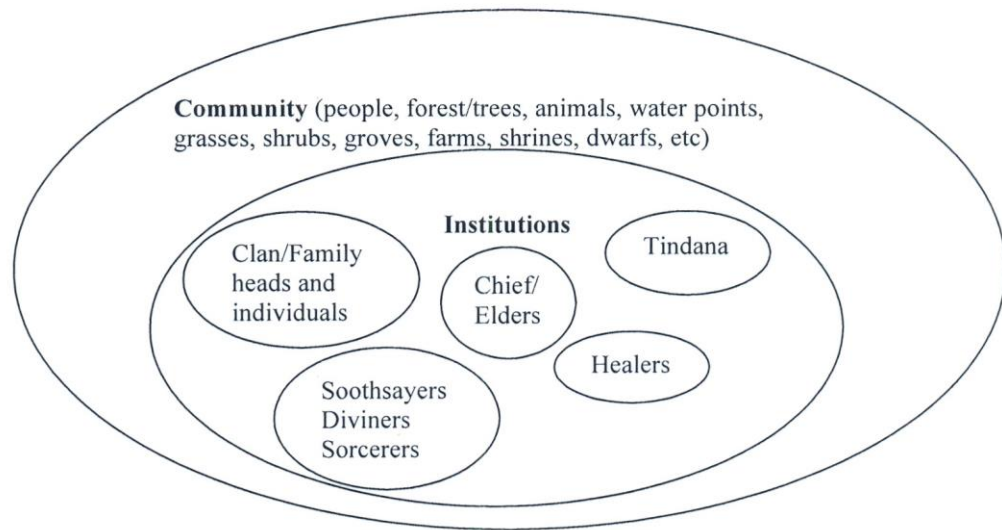 Community (people, forest/trees, animals, water points,
grasses, shrubs, groves, farms, shrines, dwarfs, etc)
Institutions
Clan/Family
heads and
individuals
Chief/
Elders
Tindana
Healers
Soothsayers
Diviners
Sorcerers